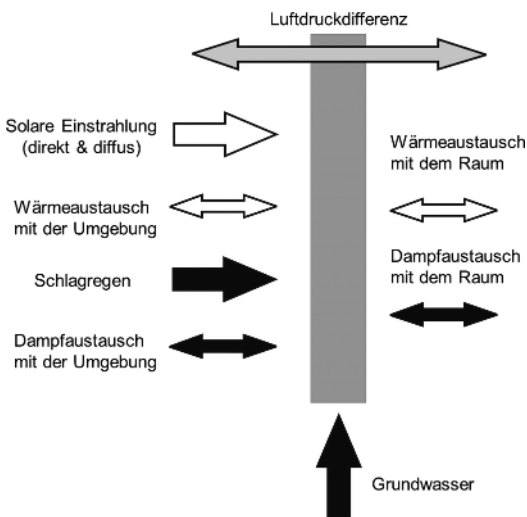 Luftdruckdifferenz
Solare Einstrahlung
(direkt & diffus)
Wärmeaustausch
mit dem Raum
Wärmeaustausch
mit der Umgebung
Dampfaustausch
mit dem Raum
Schlagregen
Dampfaustausch
mit der Umgebung
Grundwasser